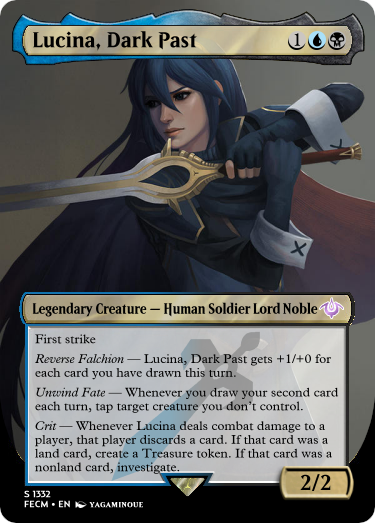 Lucina, Dark Past 1
Legendary Creature — Human Soldier Lord Noble
First strike
Reverse Falchion — Lucina, Dark Past gets +1/+0 for
each card you have drawn this turn.
Unwind Fate — Whenever you draw your second card
each turn, tap target creature you don't control.
Crit — Whenever Lucina deals combat damage to a
player, that player discards a card. If that card was a
land card, create a Treasure token. If that card was a
nonland card, investigate.
2/2
S 1332
FECM • EN YAGAMINOUE